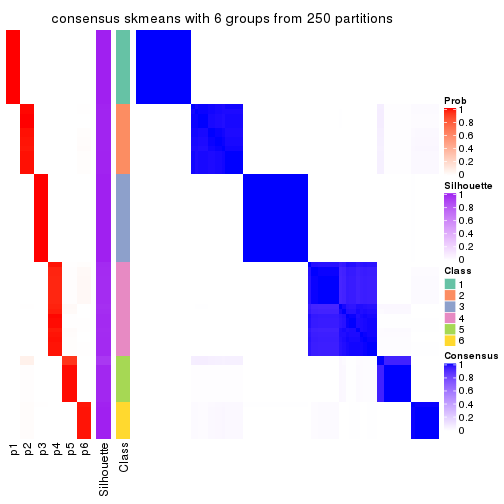 consensus skmeans with 6 groups from 250 partitions
Prob
1
0.8
0.6
0.4
0.2
0
Silhouette
1
0.8
0.6
0.4
0.2
0
Class
1
2
3
4
5
6
Consensus
1
0.8
0.6
0.4
0.2
0
p1
p2
p3
p4
p5
p6
Silhouette
Class